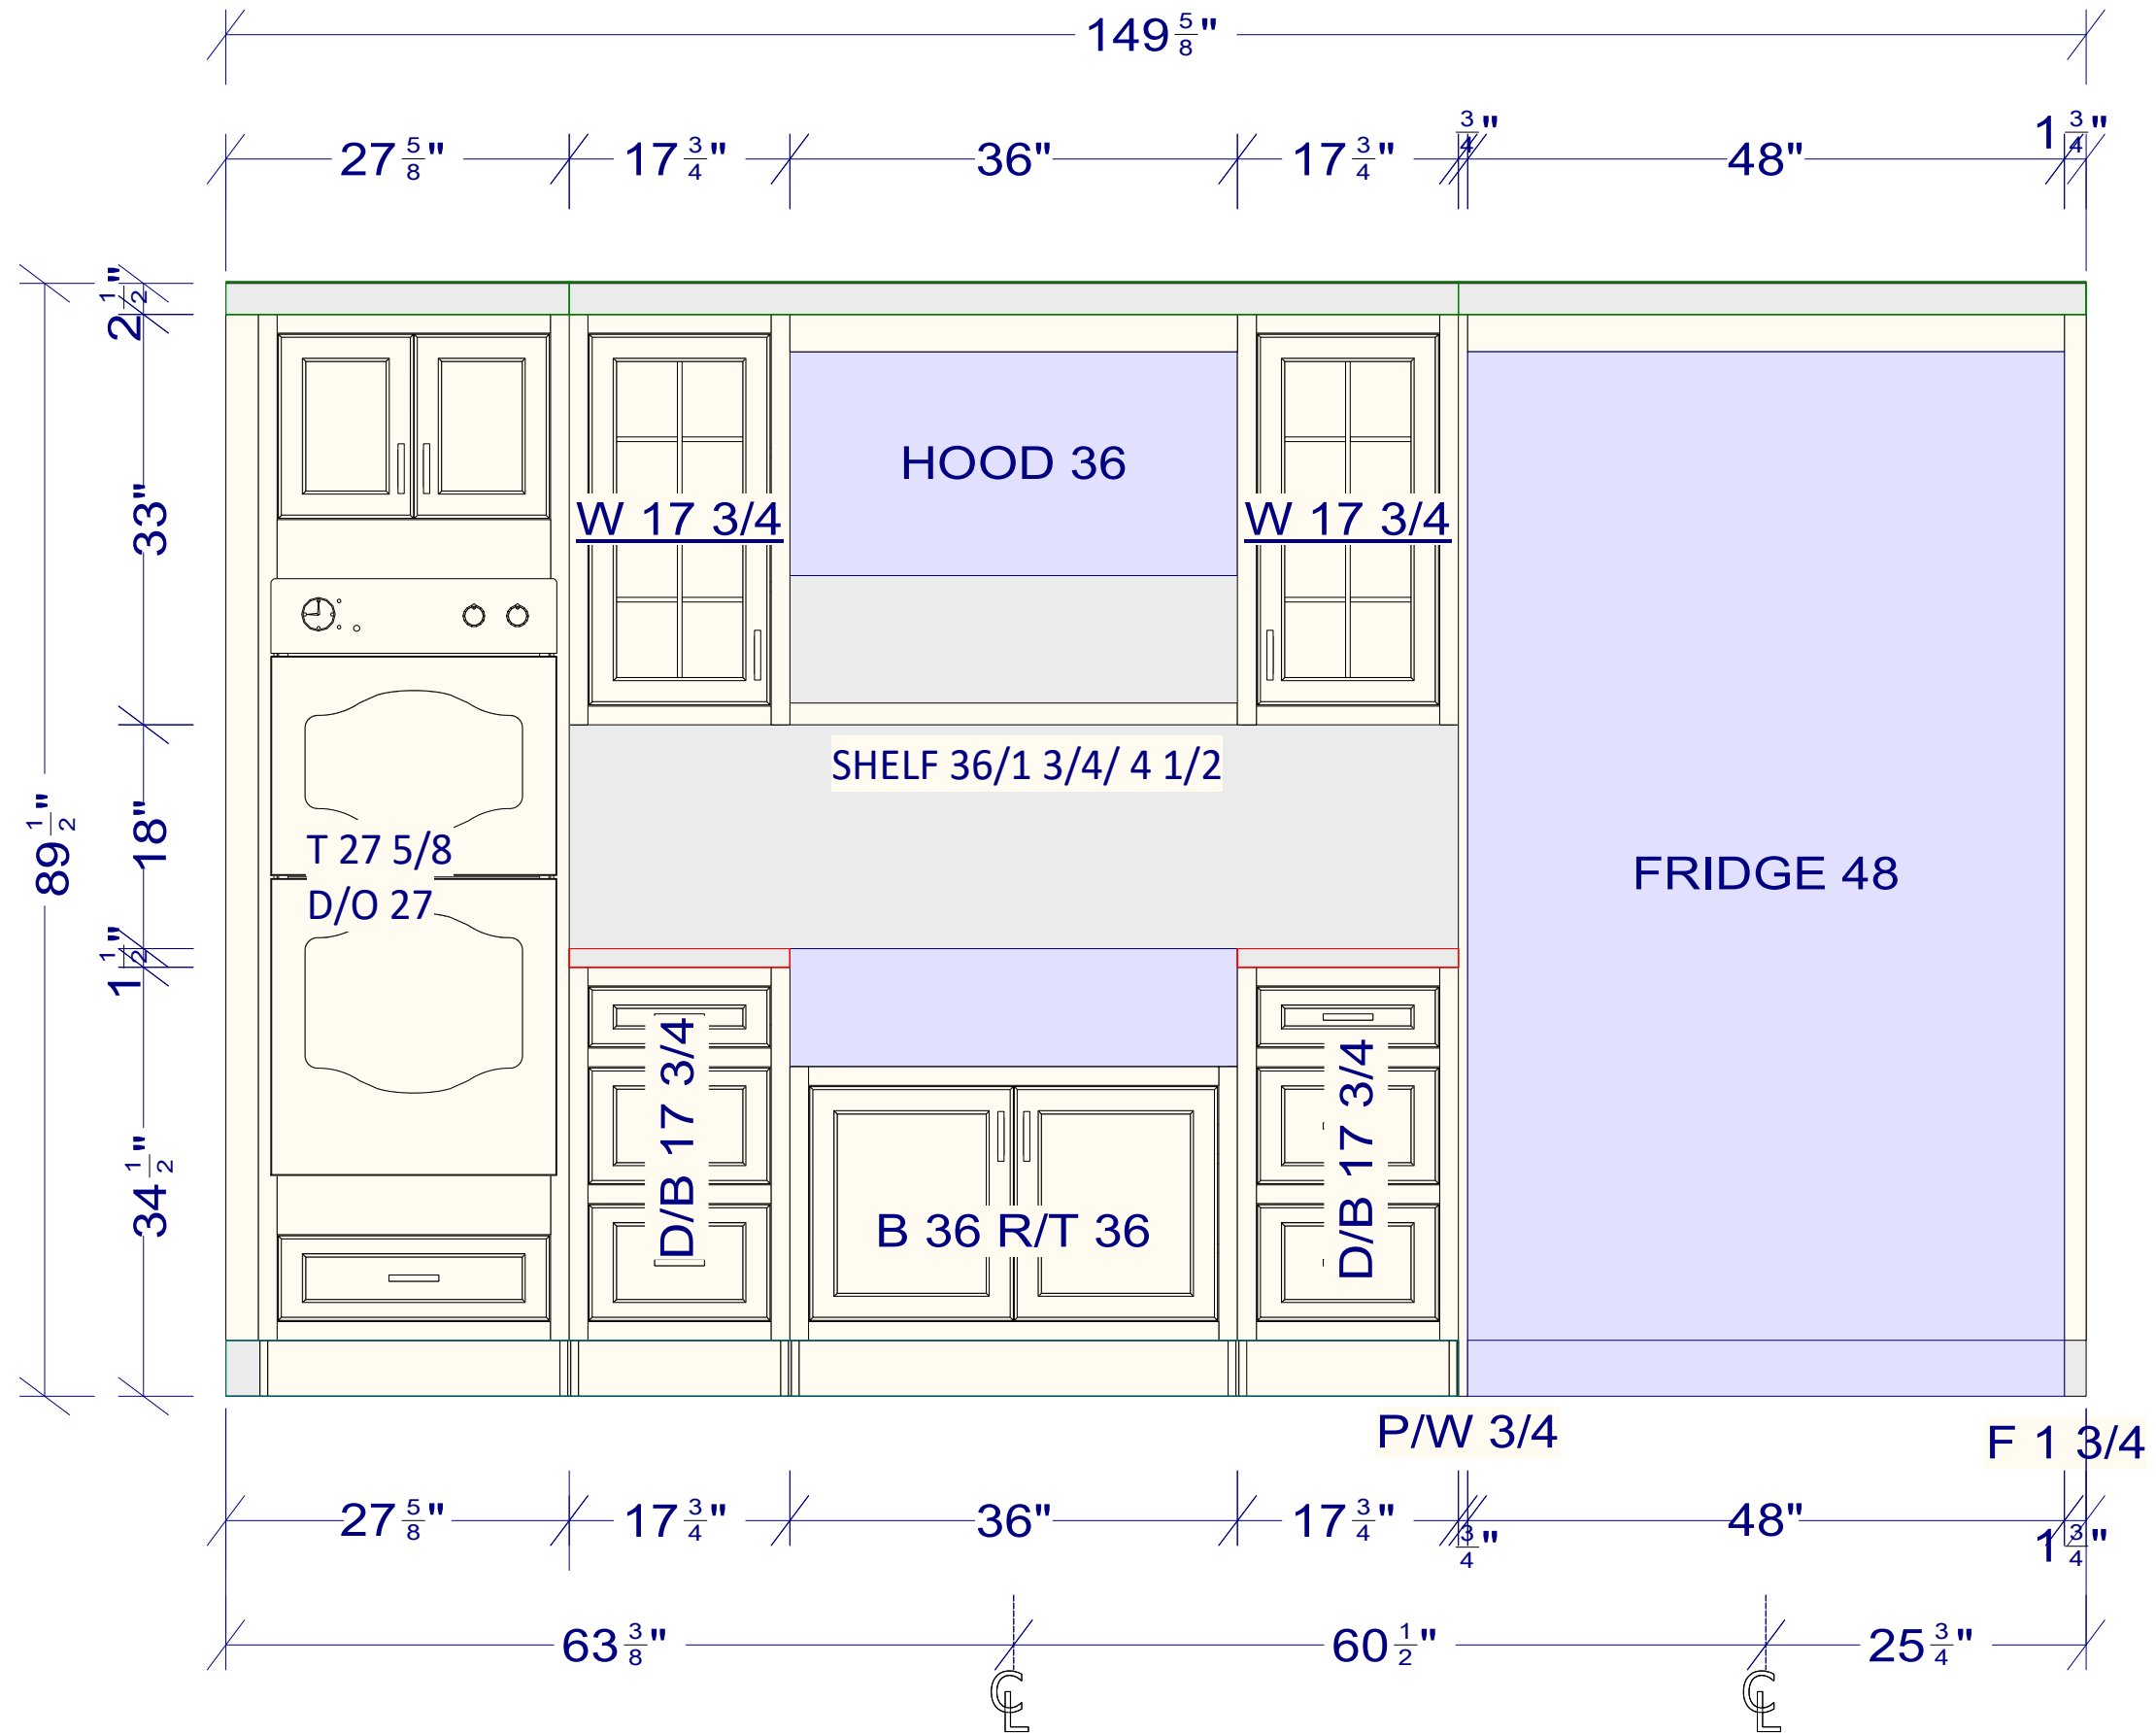 149 5/8"
27 5/8" 17 3/4" 36" 17 3/4" 3/4" 48" 1 3/4"
2 1/2"
33"
18"
1 1/2"
34 1/2"
89 1/2"
HOOD 36
W 17 3/4
W 17 3/4
SHELF 36/1 3/4/ 4 1/2
T 27 5/8
D/O 27
FRIDGE 48
D/B 17 3/4
B 36 R/T 36
D/B 17 3/4
P/W 3/4
F 1 3/4
27 5/8" 17 3/4" 36" 17 3/4" 3/4" 48" 1 3/4"
63 3/8" 60 1/2" 25 3/4"
CL CL